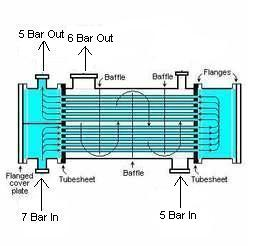 5 Bar Out
6 Bar Out
Baffle
Baffle
Flanges
Flanged
cover
plate
Tubesheet
Baffle
Tubesheet
7 Bar In
5 Bar In